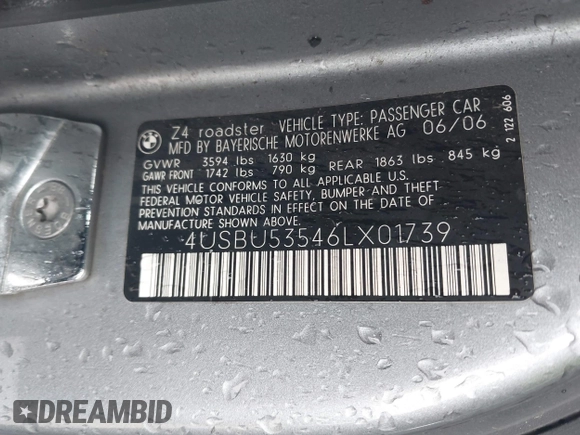 Z4 roadster VEHICLE TYPE: PASSENGER CAR
MFD BY BAYERISCHE MOTORENWERKE AG 06/06
GVWR 3594 lbs 1630 kg
GAWR FRONT 1742 lbs 790 kg REAR 1863 lbs 845 kg
THIS VEHICLE CONFORMS TO ALL APPLICABLE U.S.
FEDERAL MOTOR VEHICLE SAFETY, BUMPER AND THEFT
PREVENTION STANDARDS IN EFFECT ON THE DATE OF
MANUFACTURE SHOWN ABOVE.
4USBU53546LX01739
2 122 606
DREAMBID